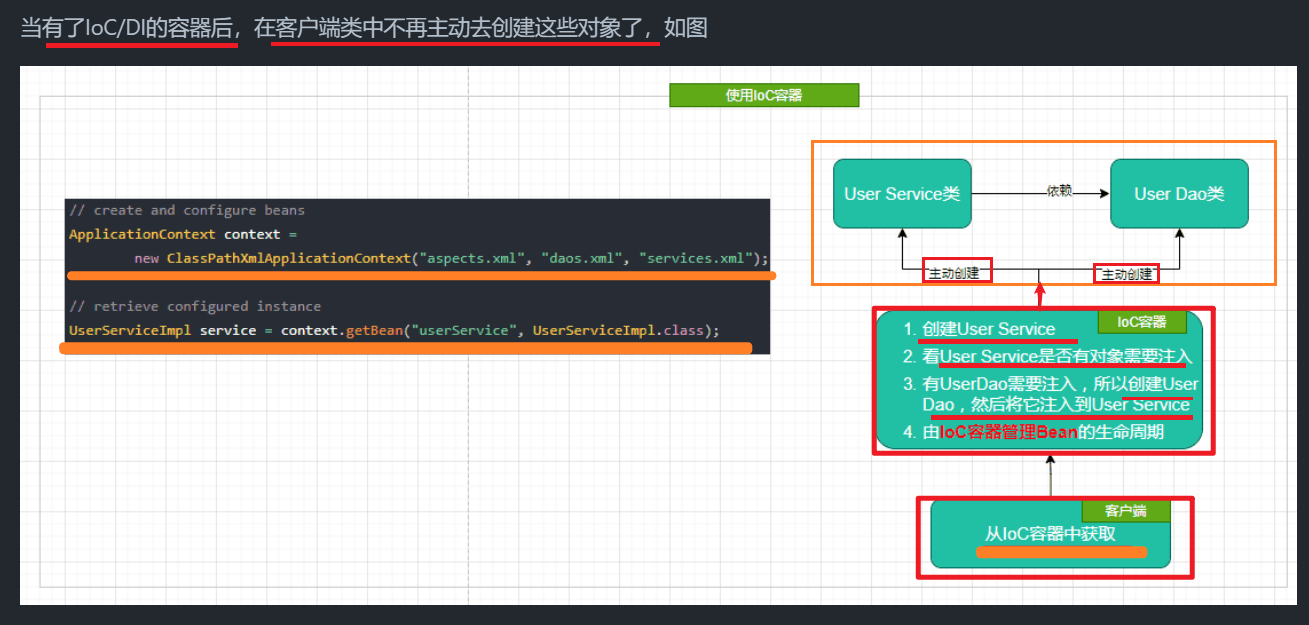 当有了IoC/DI的容器后，在客户端类中不再主动去创建这些对象了，如图
使用IoC容器
// create and configure beans
ApplicationContext context =
new ClassPathXmlApplicationContext("aspects.xml", "daos.xml", "services.xml");
// retrieve configured instance
UserServiceImpl service = context.getBean("userService", UserServiceImpl.class);
User Service类
依赖
User Dao类
主动创建
主动创建
IoC容器
1. 创建User Service
2. 看User Service是否有对象需要注入
3. 有UserDao需要注入，所以创建User
Dao，然后将它注入到User Service
4. 由IoC容器管理Bean的生命周期
客户端
从IoC容器中获取